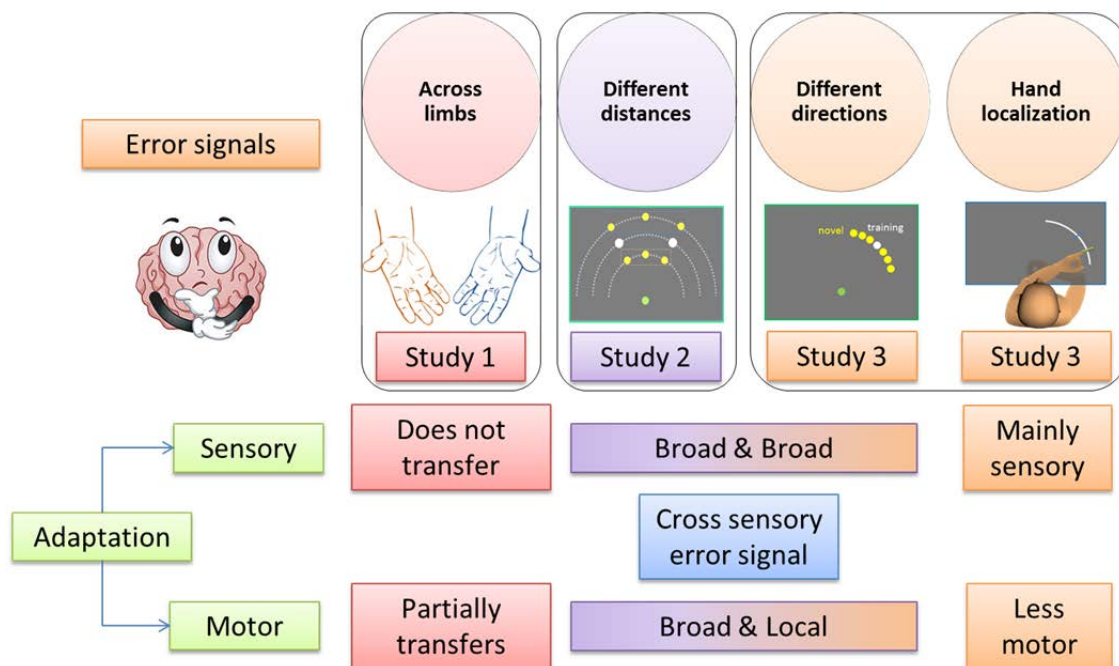 Across
limbs
Different
distances
Different
directions
Hand
localization
Error signals
novel
training
Study 1
Study 2
Study 3
Study 3
Sensory
Does not
transfer
Broad & Broad
Mainly
sensory
Adaptation
Cross sensory
error signal
Motor
Partially
transfers
Broad & Local
Less
motor